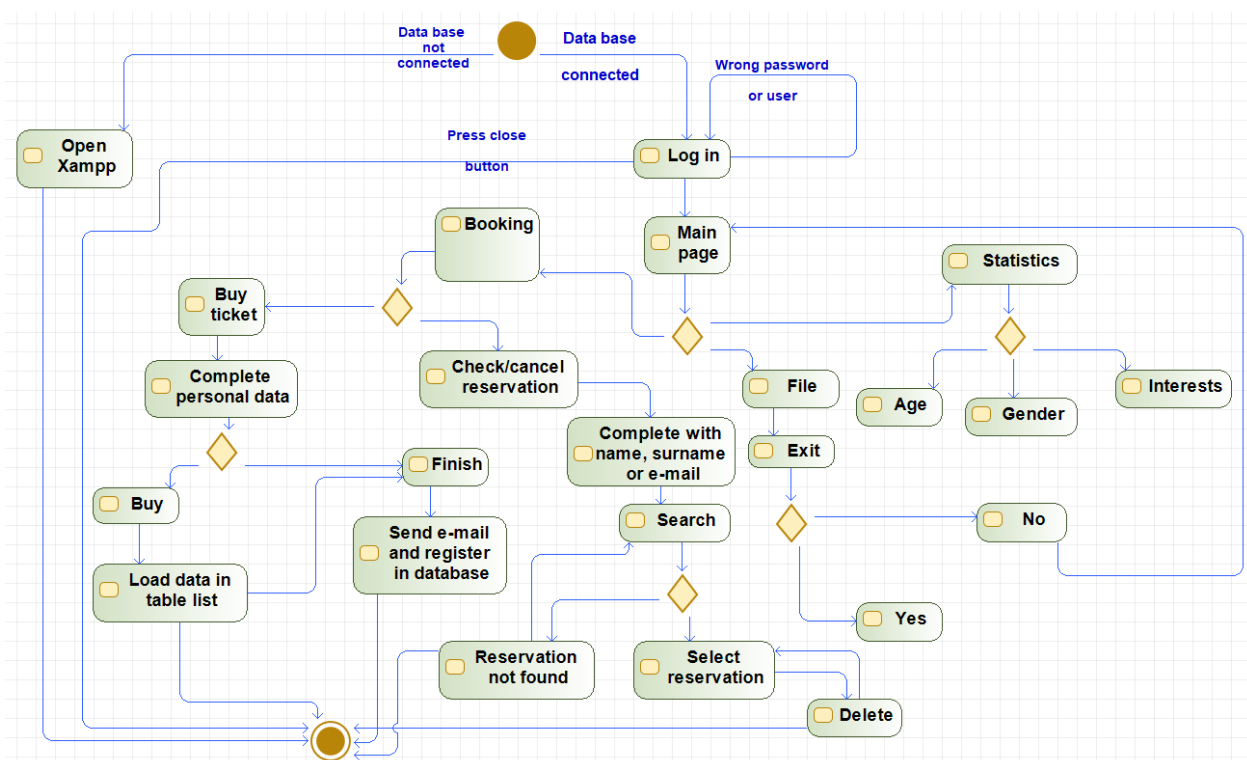 Data base
not
connected
Data base
connected
Wrong password
or user
Press close
button
Open
Xampp
Log in
Booking
Main
page
Statistics
Buy
ticket
Check/cancel
reservation
File
Age
Gender
Interests
Complete
personal data
Complete with
name, surname
or e-mail
Exit
Finish
Buy
Search
No
Send e-mail
and register
in database
Load data in
table list
Yes
Reservation
not found
Select
reservation
Delete